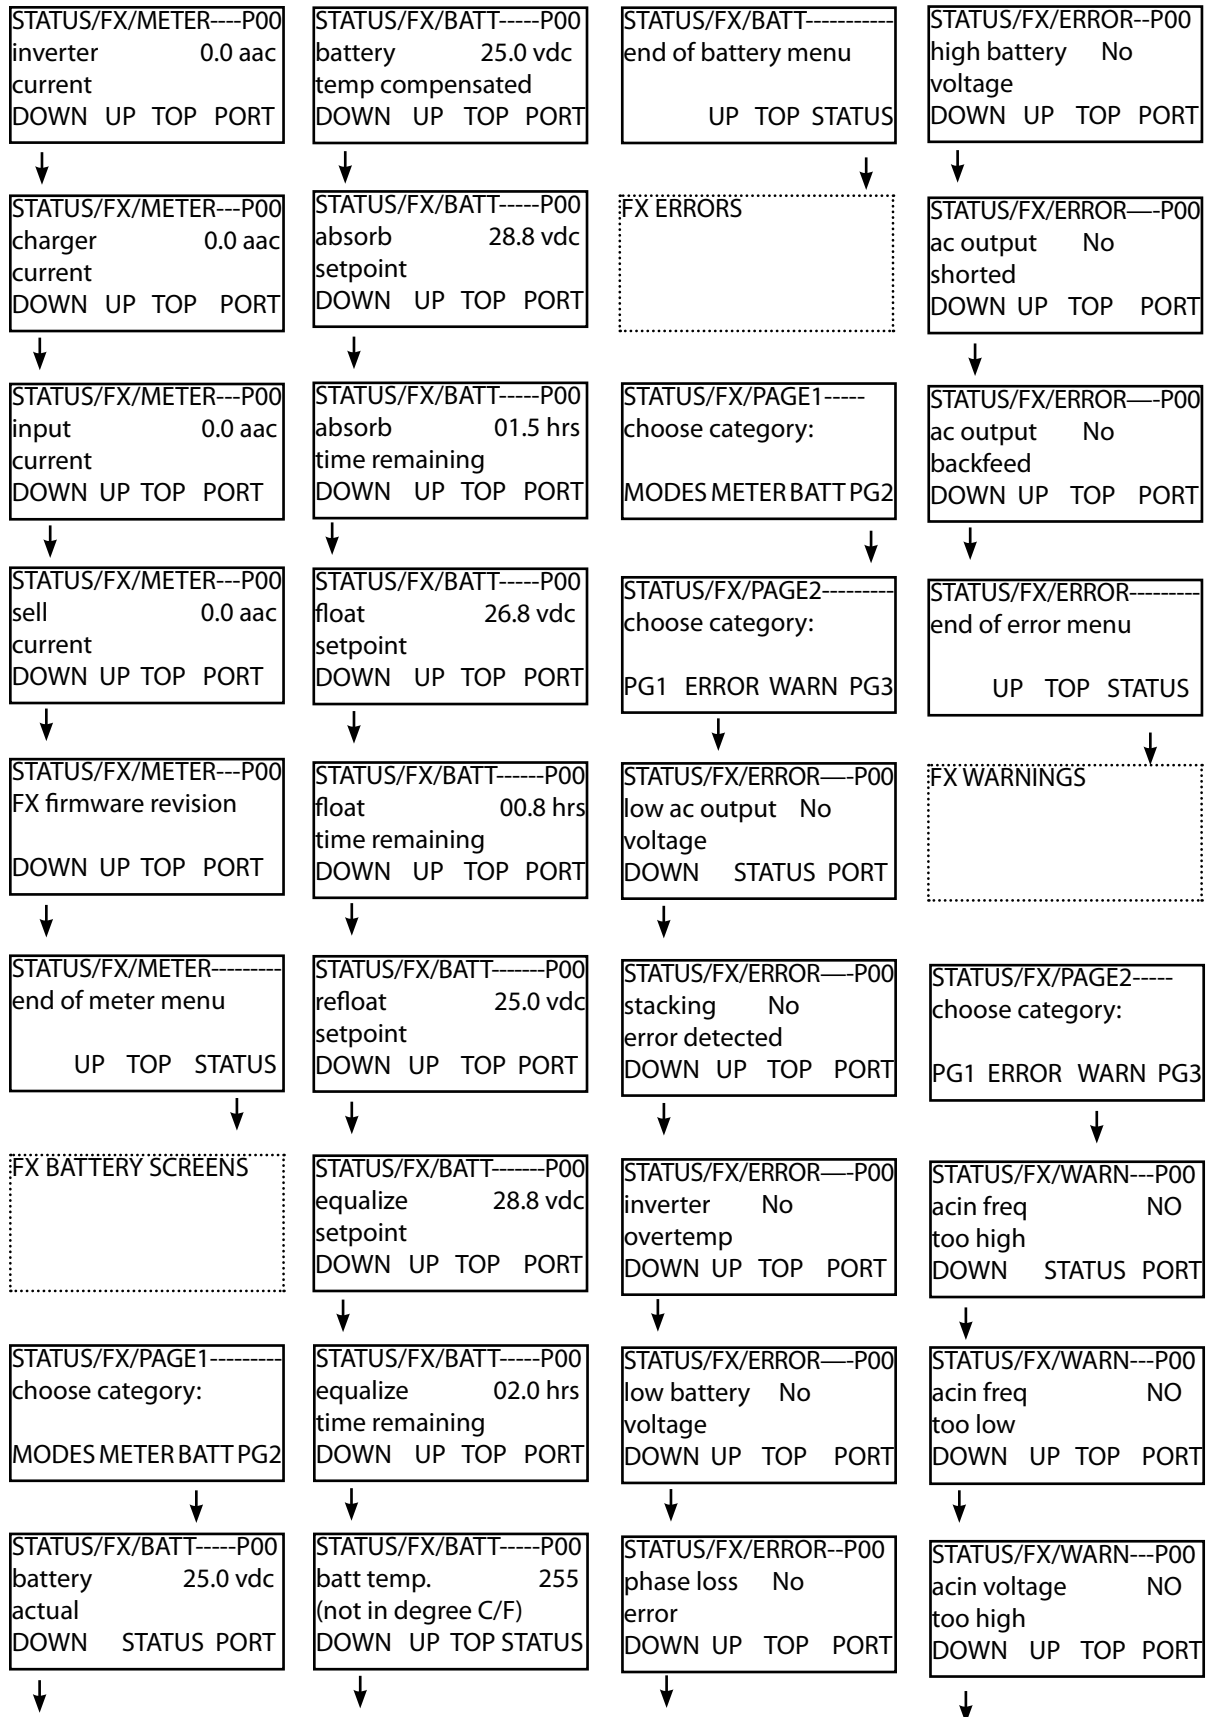 STATUS/FX/METER----P00
inverter 0.0 aac
current
DOWN UP TOP PORT
STATUS/FX/METER---P00
charger 0.0 aac
current
DOWN UP TOP PORT
STATUS/FX/METER---P00
input 0.0 aac
current
DOWN UP TOP PORT
STATUS/FX/METER---P00
sell 0.0 aac
current
DOWN UP TOP PORT
STATUS/FX/METER---P00
FX firmware revision
DOWN UP TOP PORT
STATUS/FX/METER---------
end of meter menu
UP TOP STATUS
FX BATTERY SCREENS
STATUS/FX/PAGE1---------
choose category:
MODES METER BATT PG2
STATUS/FX/BATT-----P00
battery 25.0 vdc
actual
DOWN STATUS PORT
STATUS/FX/BATT-----P00
battery 25.0 vdc
temp compensated
DOWN UP TOP PORT
STATUS/FX/BATT-----P00
absorb 28.8 vdc
setpoint
DOWN UP TOP PORT
STATUS/FX/BATT-----P00
absorb 01.5 hrs
time remaining
DOWN UP TOP PORT
STATUS/FX/BATT-----P00
float 26.8 vdc
setpoint
DOWN UP TOP PORT
STATUS/FX/BATT------P00
float 00.8 hrs
time remaining
DOWN UP TOP PORT
STATUS/FX/BATT-------P00
refloat 25.0 vdc
setpoint
DOWN UP TOP PORT
STATUS/FX/BATT-------P00
equalize 28.8 vdc
setpoint
DOWN UP TOP PORT
STATUS/FX/BATT-----P00
equalize 02.0 hrs
time remaining
DOWN UP TOP PORT
STATUS/FX/BATT-----P00
batt temp. 255
(not in degree C/F)
DOWN UP TOP STATUS
STATUS/FX/BATT-----------
end of battery menu
UP TOP STATUS
FX ERRORS
STATUS/FX/PAGE1-----
choose category:
MODES METER BATT PG2
STATUS/FX/PAGE2---------
choose category:
PG1 ERROR WARN PG3
STATUS/FX/ERROR—-P00
low ac output No
voltage
DOWN STATUS PORT
STATUS/FX/ERROR—-P00
stacking No
error detected
DOWN UP TOP PORT
STATUS/FX/ERROR—-P00
inverter No
overtemp
DOWN UP TOP PORT
STATUS/FX/ERROR—-P00
low battery No
voltage
DOWN UP TOP PORT
STATUS/FX/ERROR--P00
phase loss No
error
DOWN UP TOP PORT
STATUS/FX/ERROR--P00
high battery No
voltage
DOWN UP TOP PORT
STATUS/FX/ERROR—-P00
ac output No
shorted
DOWN UP TOP PORT
STATUS/FX/ERROR—-P00
ac output No
backfeed
DOWN UP TOP PORT
STATUS/FX/ERROR---------
end of error menu
UP TOP STATUS
FX WARNINGS
STATUS/FX/PAGE2-----
choose category:
PG1 ERROR WARN PG3
STATUS/FX/WARN---P00
acin freq NO
too high
DOWN STATUS PORT
STATUS/FX/WARN---P00
acin freq NO
too low
DOWN UP TOP PORT
STATUS/FX/WARN---P00
acin voltage NO
too high
DOWN UP TOP PORT